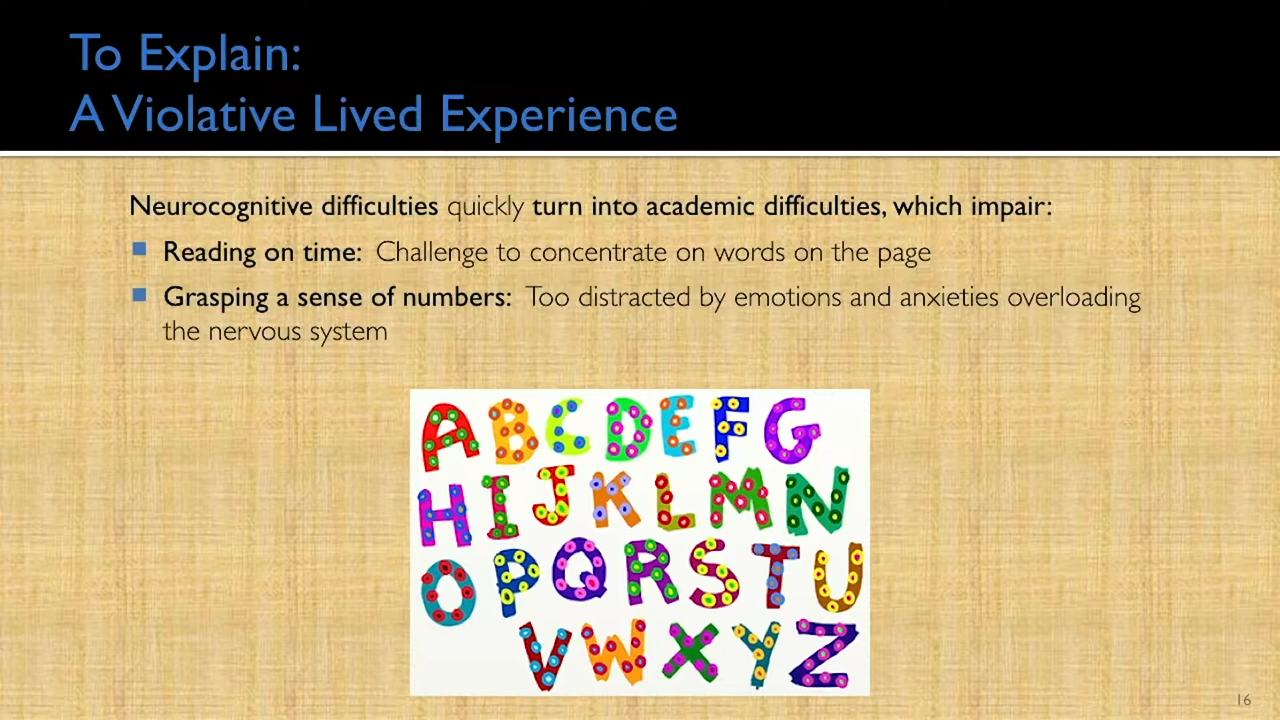 To Explain:
A Violative Lived Experience
Neurocognitive difficulties quickly turn into academic difficulties, which impair:
Reading on time: Challenge to concentrate on words on the page
Grasping a sense of numbers: Too distracted by emotions and anxieties overloading
the nervous system
A B C D E F G
H I J K L M N
O P Q R S T U
V W X Y Z
16